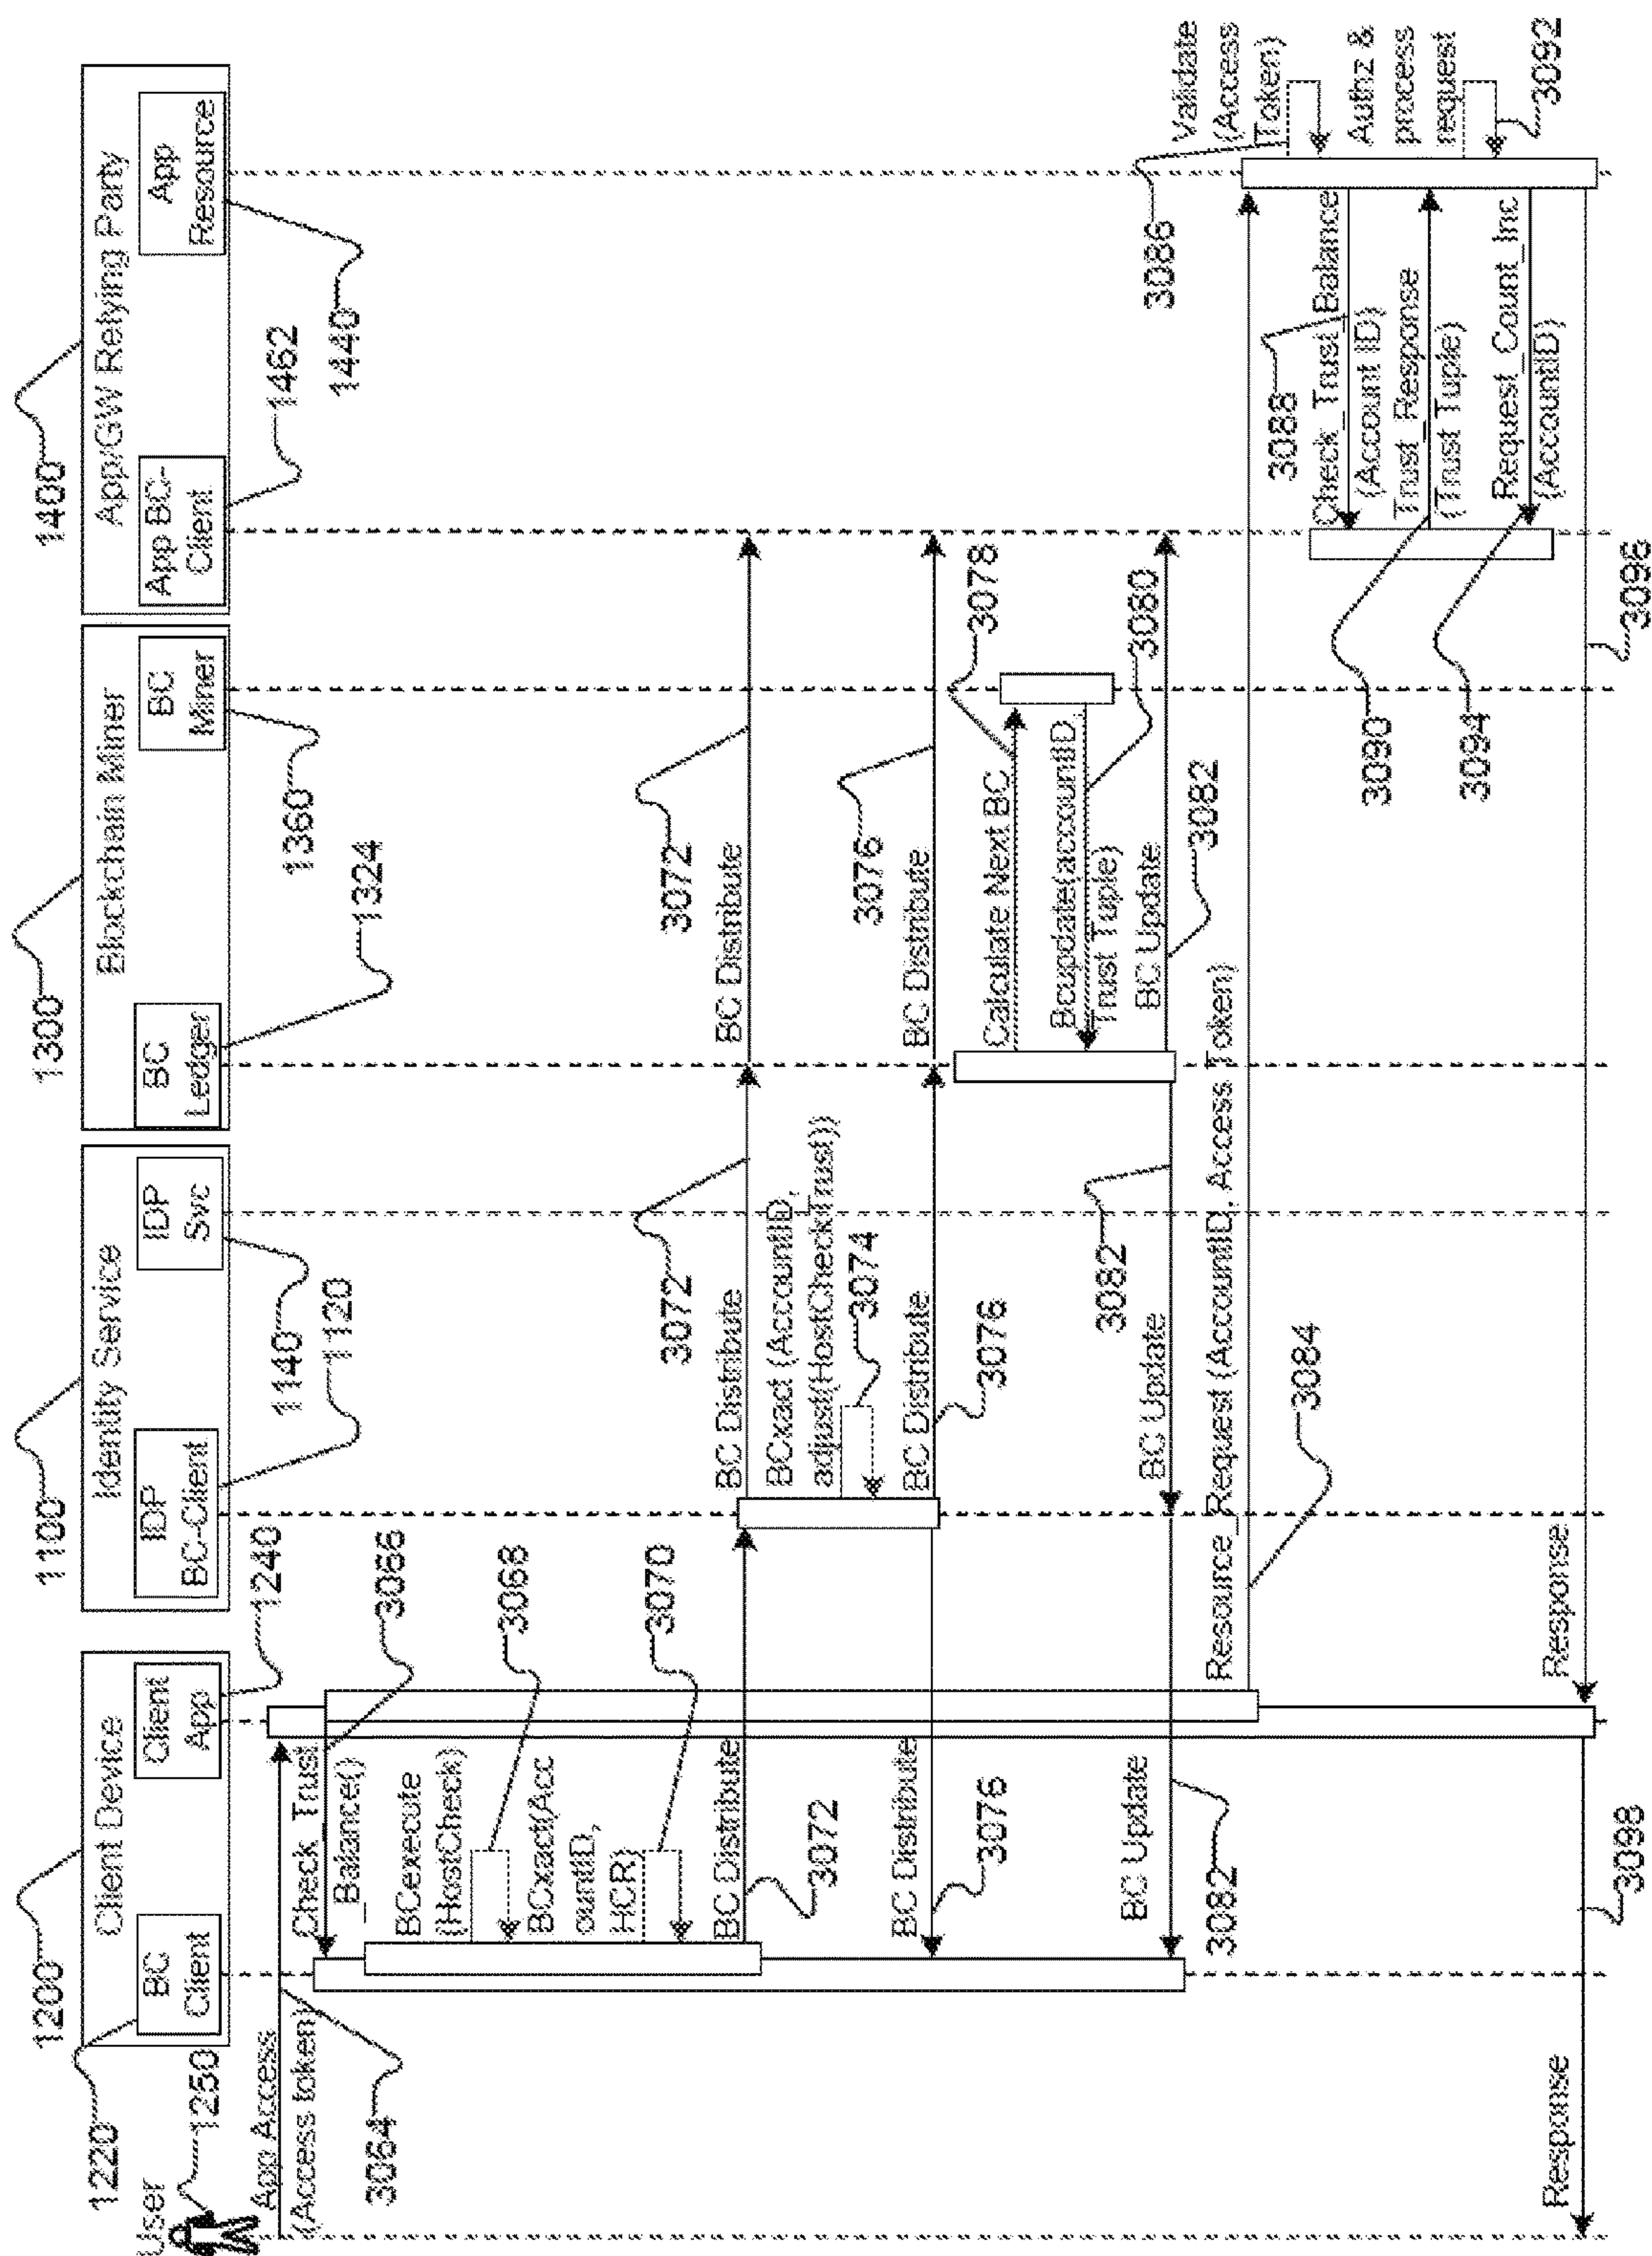 User
1250
1220
1200
Client Device
BC
Client
Client
App
1240
1100
Identity Service
IDP
BC-Client
IDP
Svc
1140
1120
1300
Blockchain Miner
BC
Ledger
BC
Miner
1324
1360
1400
App/GW Relying Party
App BC-
Client
App
Resource
1462
1440
App Access
(Access token)
3064
Check_Trust
_Balance()
3066
BCexecute
(HostCheck)
3068
BCxact(Acc
ountID,
HCR)
3070
BC Distribute
3072
BC Distribute
3072
BC Distribute
3072
BCxact (AccountID,
adjust(HostCheckTrust))
3074
BC Distribute
3076
BC Distribute
3076
BC Distribute
3076
Calculate Next BC
3078
Bcupdate(accountID,
Trust Tuple)
3080
BC Update
3082
BC Update
3082
BC Update
3082
Resource_Request (AccountID, Access Token)
3084
Validate
(Access
Token)
3086
Check_Trust_Balance
(Account ID)
3088
Trust_Response
(Trust Tuple)
3090
Authz &
process
request
3092
Request_Count_Inc
(AccountID)
3094
Response
3096
Response
3098